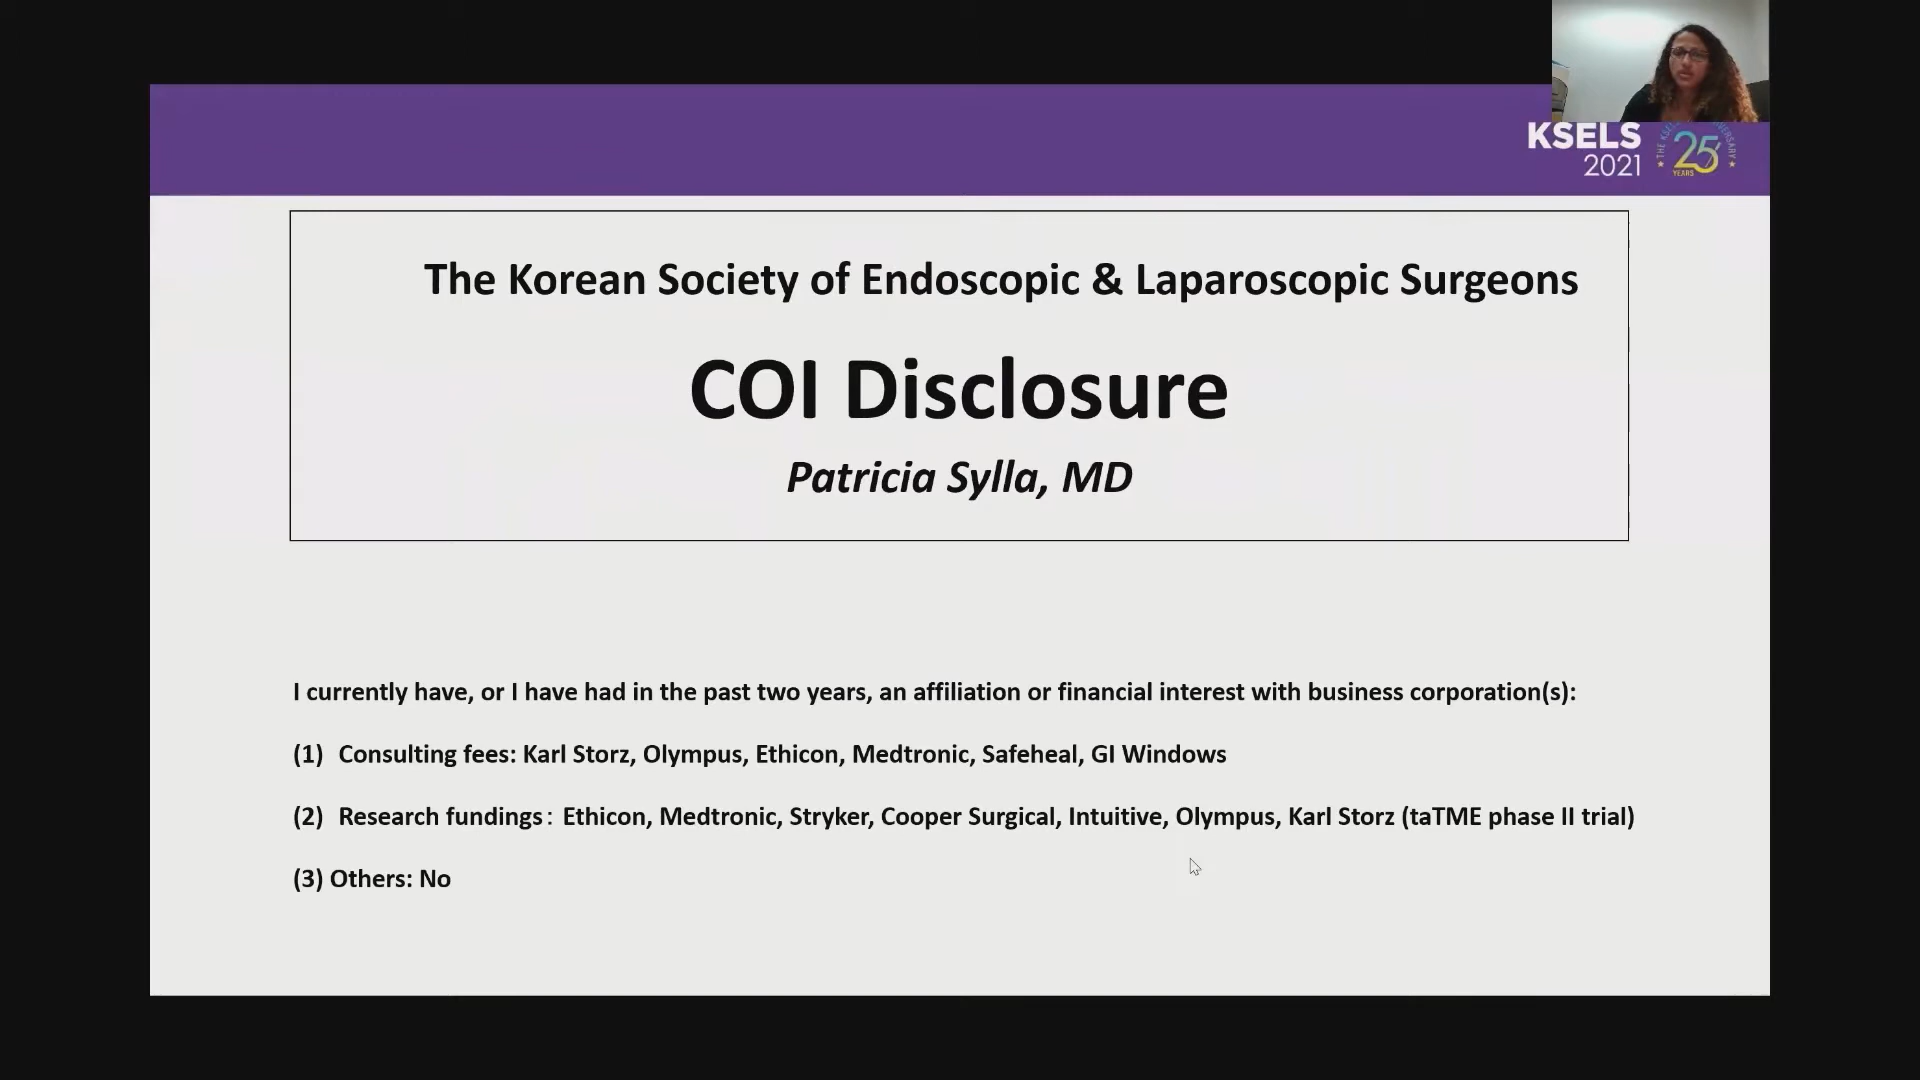 KSELS
2021
25
YEARS
The Korean Society of Endoscopic & Laparoscopic Surgeons
COI Disclosure
Patricia Sylla, MD
I currently have, or I have had in the past two years, an affiliation or financial interest with business corporation(s):
(1) Consulting fees: Karl Storz, Olympus, Ethicon, Medtronic, Safeheal, GI Windows
(2) Research fundings: Ethicon, Medtronic, Stryker, Cooper Surgical, Intuitive, Olympus, Karl Storz (taTME phase II trial)
(3) Others: No